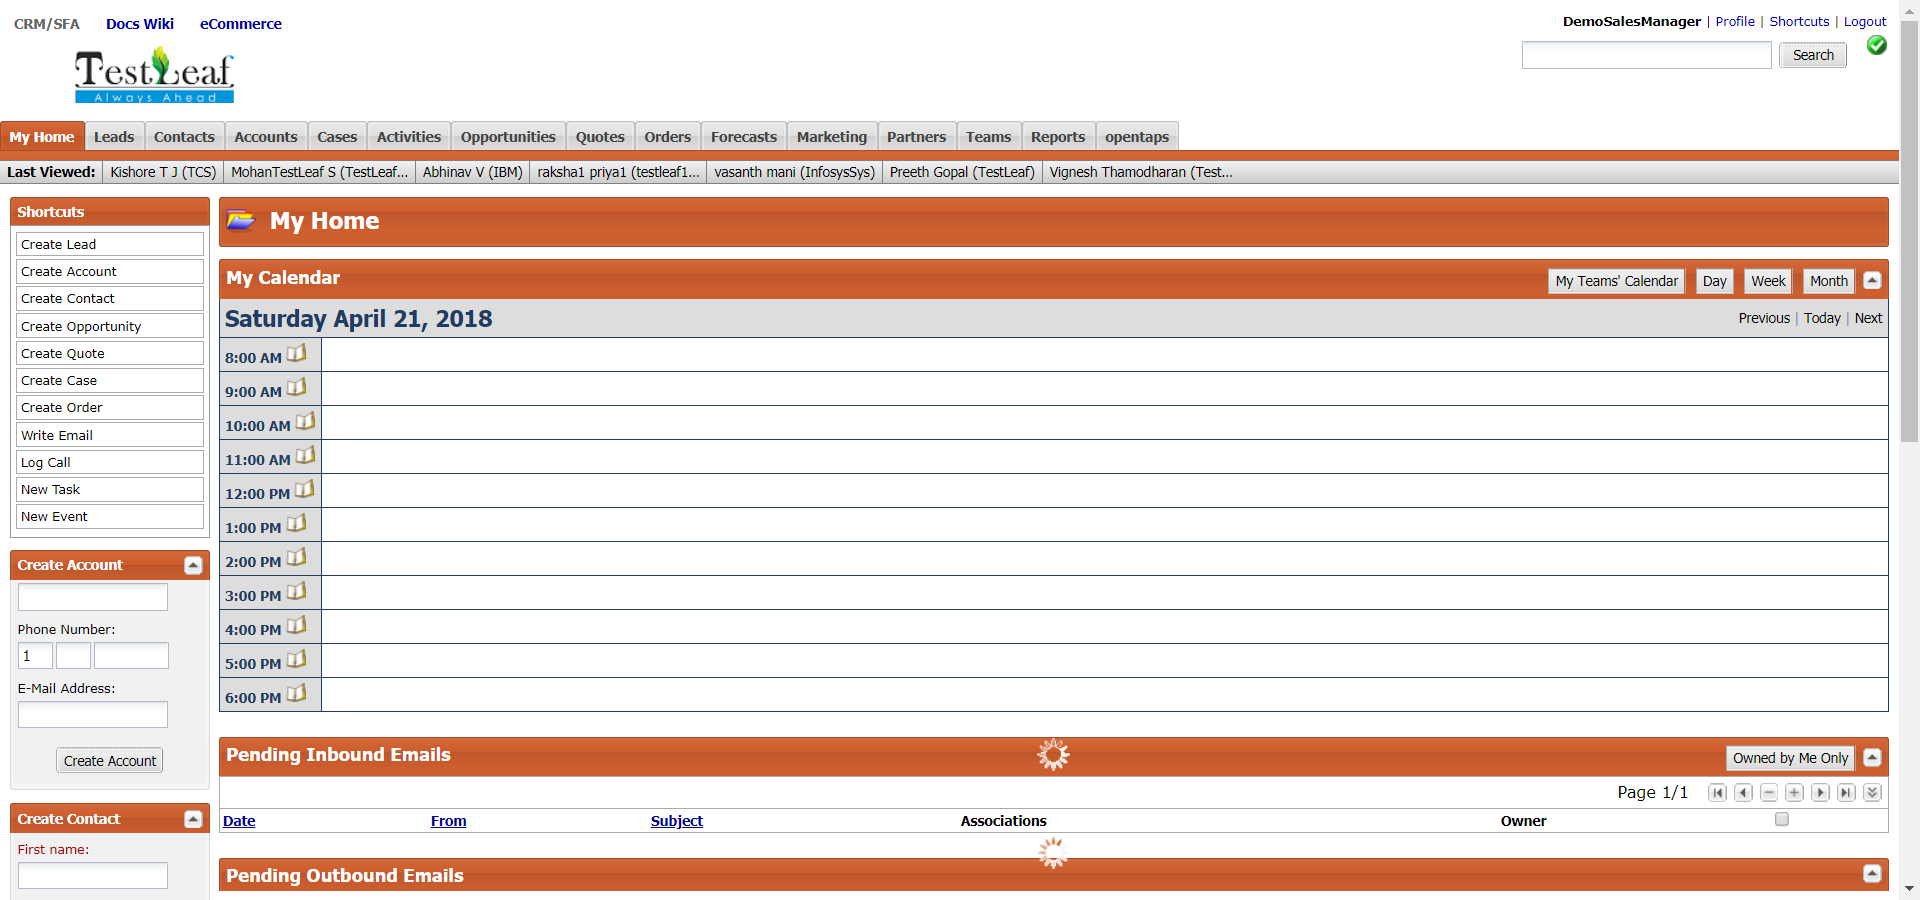 CRM/SFA Docs Wiki eCommerce
DemoSalesManager | Profile | Shortcuts | Logout
Search
TestLeaf
Always Ahead
My Home Leads Contacts Accounts Cases Activities Opportunities Quotes Orders Forecasts Marketing Partners Teams Reports opentaps
Last Viewed: Kishore T J (TCS) MohanTestLeaf S (TestLeaf... Abhinav V (IBM) raksha1 priya1 (testleaf1... vasanth mani (InfosysSys) Preeth Gopal (TestLeaf) Vignesh Thamodharan (Test...
Shortcuts
Create Lead
Create Account
Create Contact
Create Opportunity
Create Quote
Create Case
Create Order
Write Email
Log Call
New Task
New Event
Create Account
Phone Number:
1
E-Mail Address:
Create Account
Create Contact
First name:
My Home
My Calendar
My Teams' Calendar Day Week Month
Saturday April 21, 2018
Previous | Today | Next
8:00 AM
9:00 AM
10:00 AM
11:00 AM
12:00 PM
1:00 PM
2:00 PM
3:00 PM
4:00 PM
5:00 PM
6:00 PM
Pending Inbound Emails
Owned by Me Only
Page 1/1
Date From Subject Associations Owner
Pending Outbound Emails